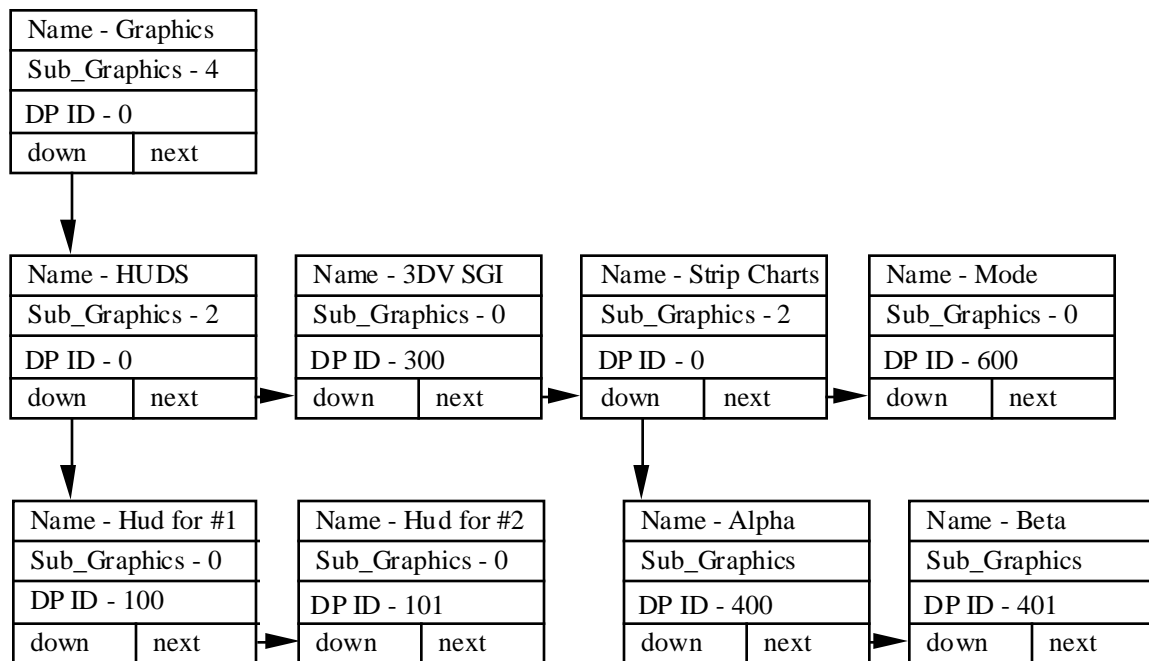 Name - Graphics
Sub_Graphics - 4
DP ID - 0
down next
Name - HUDS
Sub_Graphics - 2
DP ID - 0
down next
Name - 3DV SGI
Sub_Graphics - 0
DP ID - 300
down next
Name - Strip Charts
Sub_Graphics - 2
DP ID - 0
down next
Name - Mode
Sub_Graphics - 0
DP ID - 600
down next
Name - Hud for #1
Sub_Graphics - 0
DP ID - 100
down next
Name - Hud for #2
Sub_Graphics - 0
DP ID - 101
down next
Name - Alpha
Sub_Graphics
DP ID - 400
down next
Name - Beta
Sub_Graphics
DP ID - 401
down next